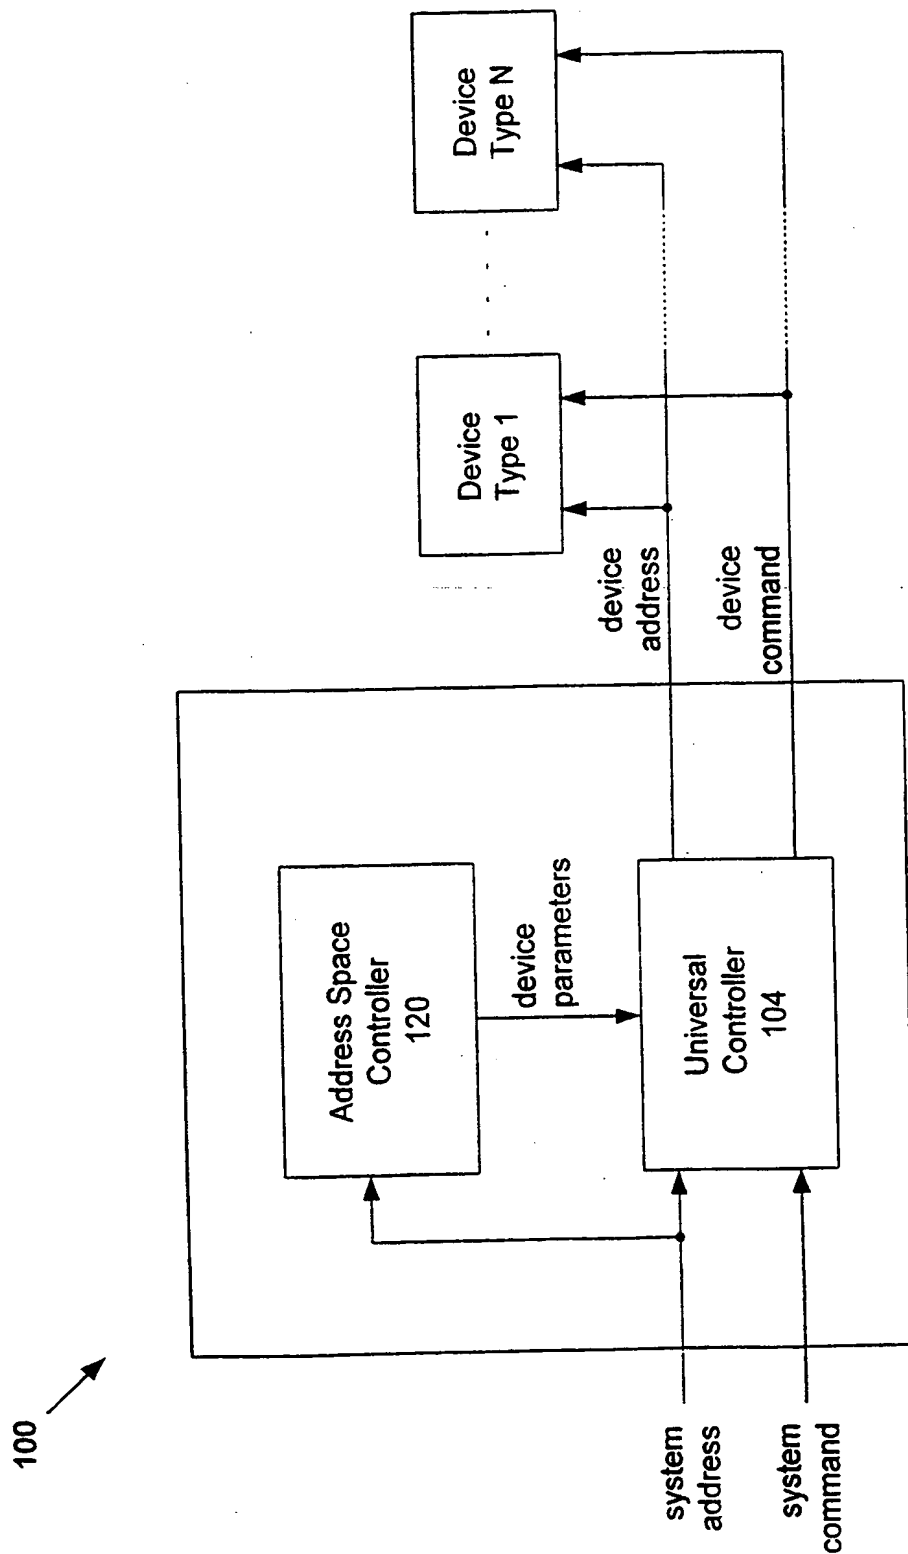 100
Address Space
Controller
120
device
parameters
Universal
Controller
104
system
address
system
command
device
address
device
command
Device
Type 1
Device
Type N